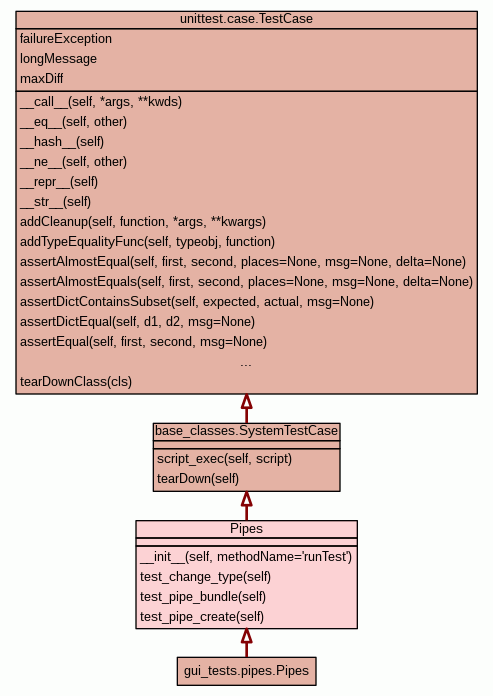 unittest.case.TestCase
failureException
longMessage
maxDiff
__call__(self, *args, **kwds)
__eq__(self, other)
__hash__(self)
__ne__(self, other)
__repr__(self)
__str__(self)
addCleanup(self, function, *args, **kwargs)
addTypeEqualityFunc(self, typeobj, function)
assertAlmostEqual(self, first, second, places=None, msg=None, delta=None)
assertAlmostEquals(self, first, second, places=None, msg=None, delta=None)
assertDictContainsSubset(self, expected, actual, msg=None)
assertDictEqual(self, d1, d2, msg=None)
assertEqual(self, first, second, msg=None)
...
tearDownClass(cls)
base_classes.SystemTestCase
script_exec(self, script)
tearDown(self)
Pipes
__init__(self, methodName='runTest')
test_change_type(self)
test_pipe_bundle(self)
test_pipe_create(self)
gui_tests.pipes.Pipes